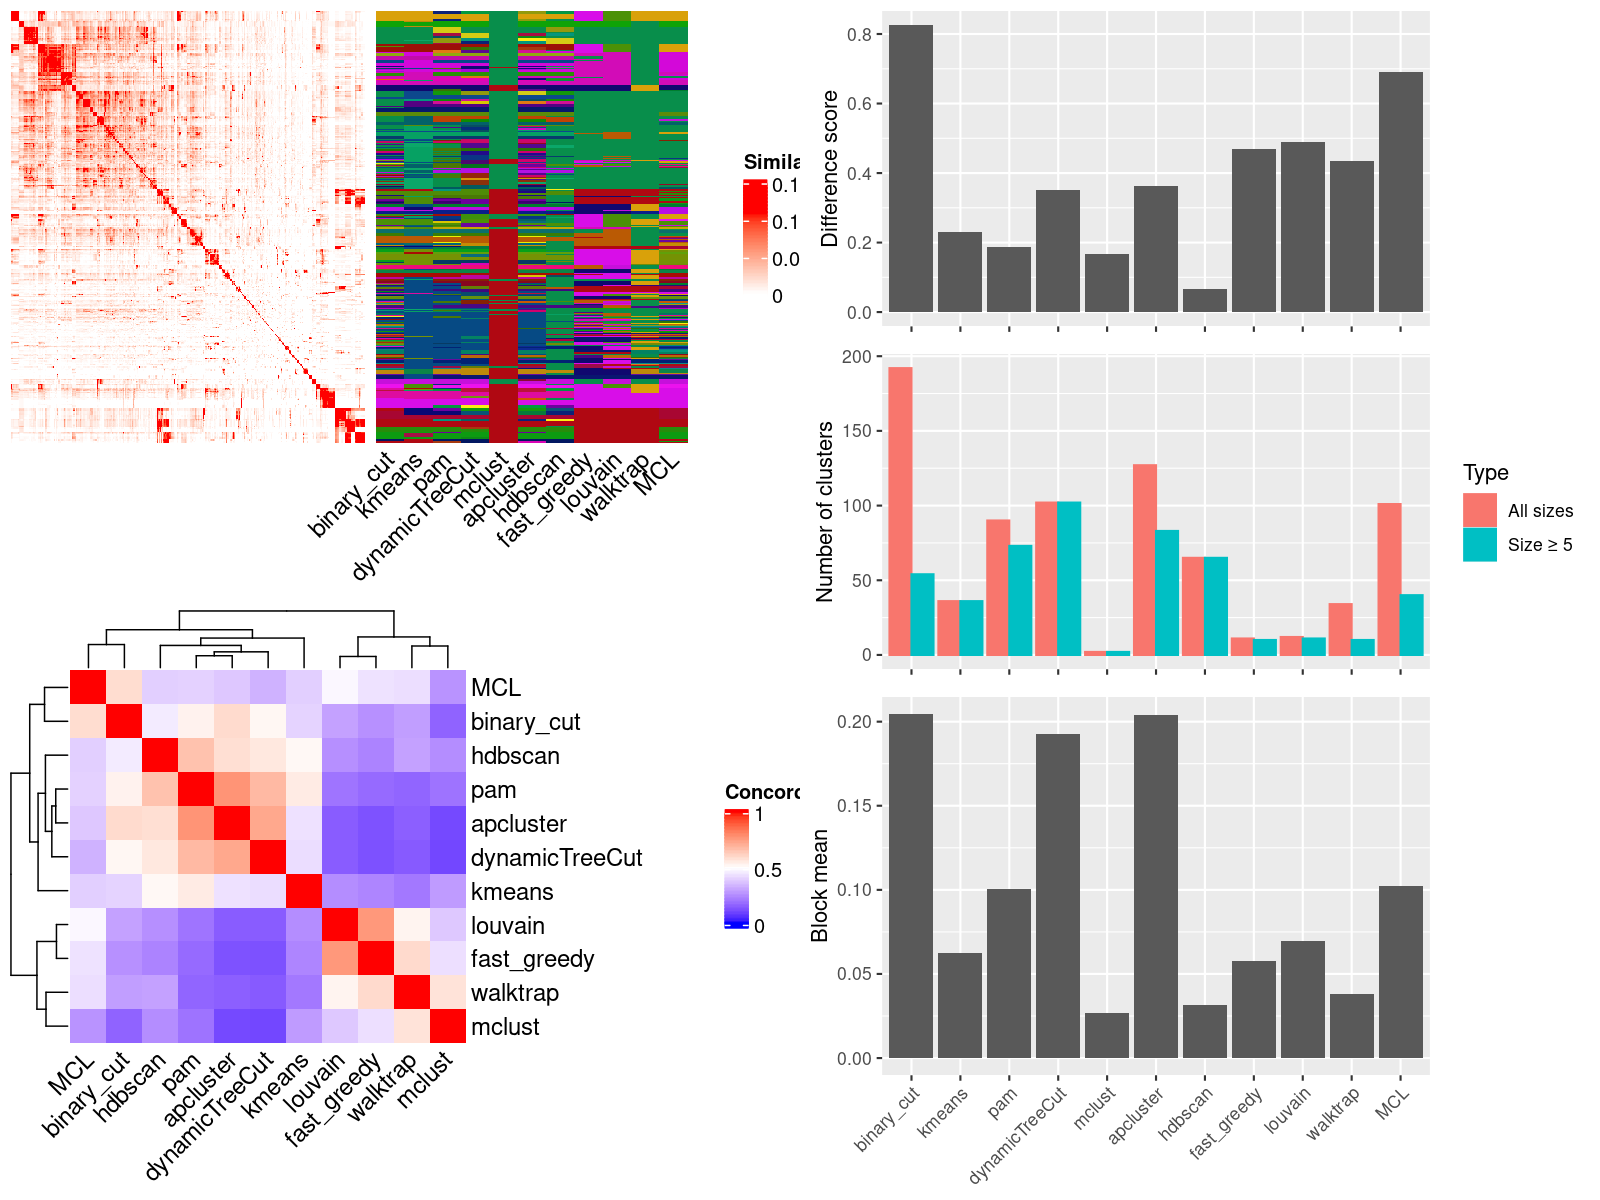 Simila
0.1
0.1
0.0
0
binary_cut
kmeans
pam
dynamicTreeCut
mclust
apcluster
hdbscan
fast_greedy
louvain
walktrap
MCL
MCL
binary_cut
hdbscan
pam
apcluster
dynamicTreeCut
kmeans
louvain
fast_greedy
walktrap
mclust
MCL
binary_cut
hdbscan
pam
apcluster
dynamicTreeCut
kmeans
louvain
fast_greedy
walktrap
mclust
Concord
1
0.5
0
Difference score
0.8
0.6
0.4
0.2
0.0
Number of clusters
200
150
100
50
0
Type
All sizes
Size ≥ 5
Block mean
0.20
0.15
0.10
0.05
0.00
binary_cut
kmeans
pam
dynamicTreeCut
mclust
apcluster
hdbscan
fast_greedy
louvain
walktrap
MCL